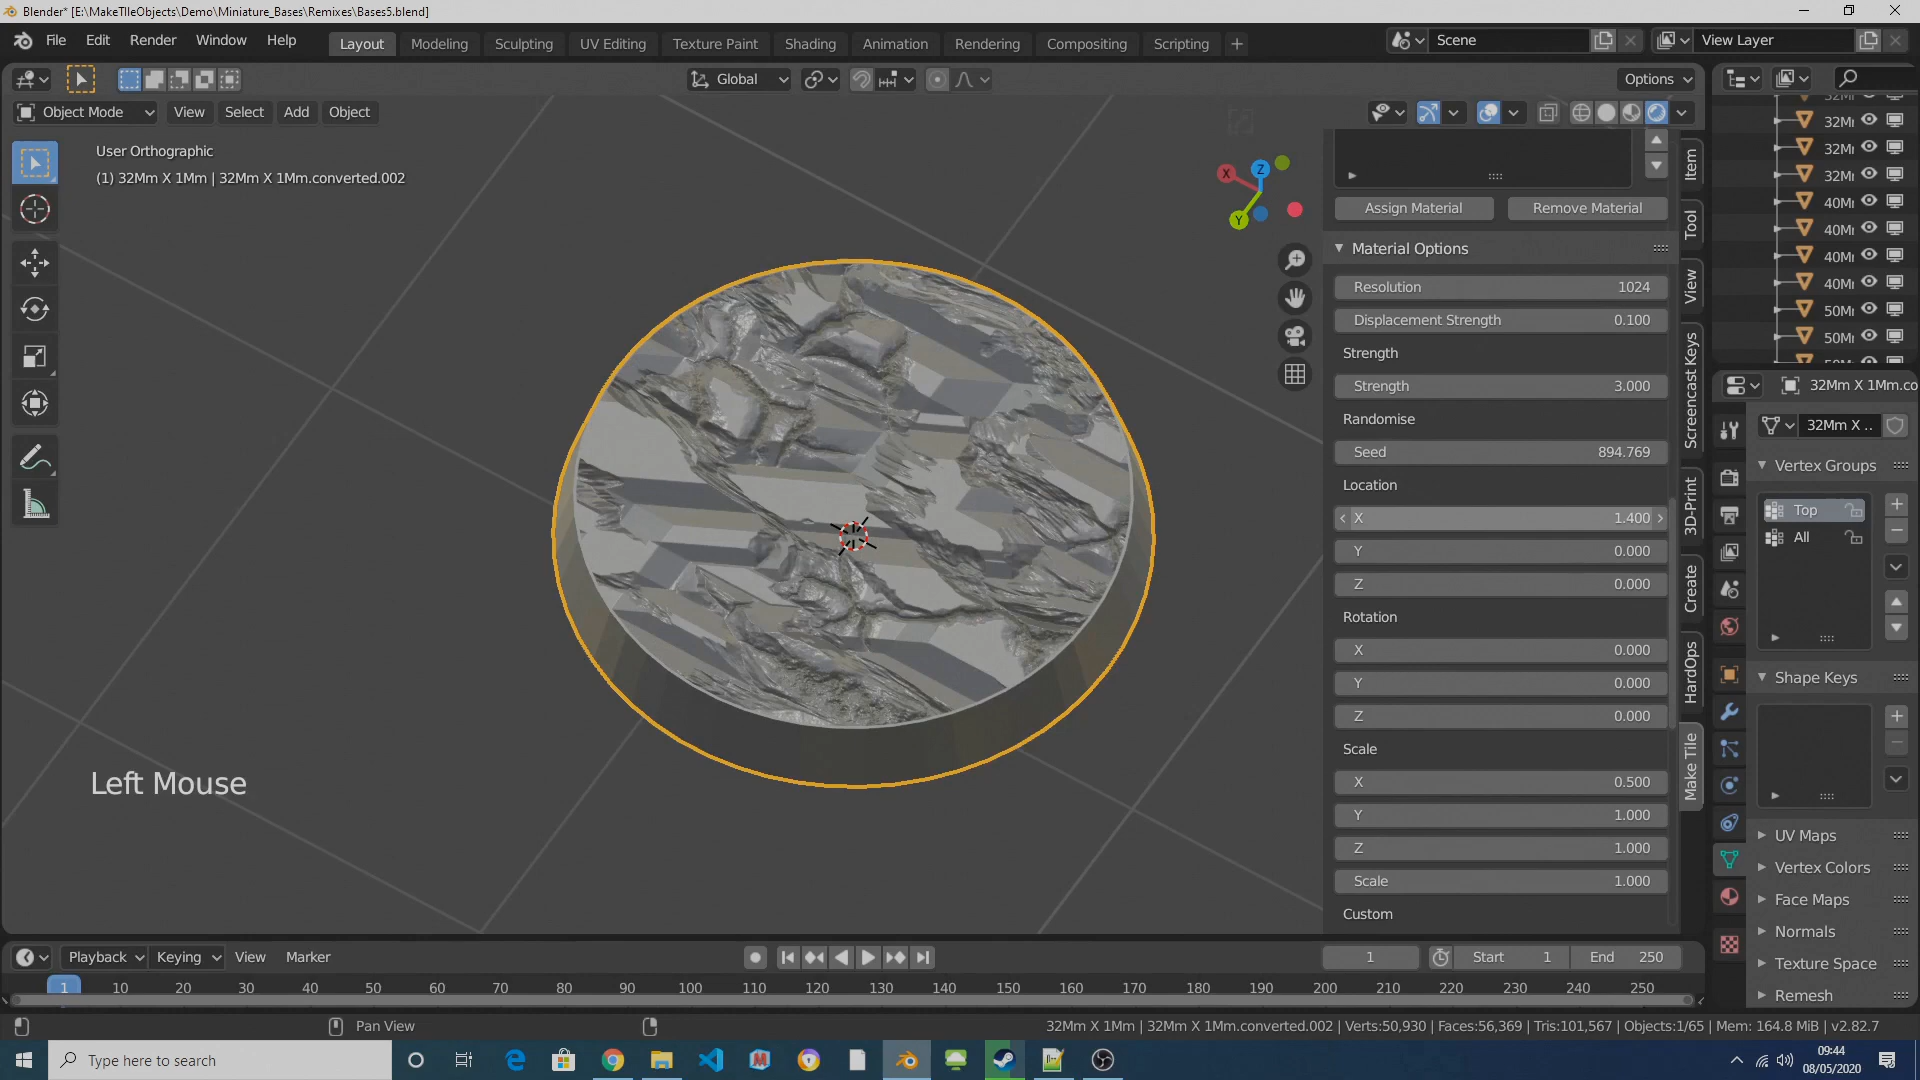 Blender* [E:\MakeTIleObjects\Demo\Miniature_Bases\Remixes\Bases5.blend]
File Edit Render Window Help Layout Modeling Sculpting UV Editing Texture Paint Shading Animation Rendering Compositing Scripting + Scene View Layer
Global Options
Object Mode View Select Add Object
User Orthographic
(1) 32Mm X 1Mm | 32Mm X 1Mm.converted.002
X Y Z
Left Mouse
Assign Material Remove Material
Material Options
Resolution 1024
Displacement Strength 0.100
Strength
Strength 3.000
Randomise
Seed 894.769
Location
X 1.400
Y 0.000
Z 0.000
Rotation
X 0.000
Y 0.000
Z 0.000
Scale
X 0.500
Y 1.000
Z 1.000
Scale 1.000
Custom
Item
Tool
View
Screencast Keys
3D-Print
Create
HardOps
Make Tile
32Mı
32Mı
32Mı
40Mı
40Mı
40Mı
40Mı
50Mı
50Mı
32Mm X 1Mm.co
32Mm X ..
Vertex Groups
Top
All
Shape Keys
UV Maps
Vertex Colors
Face Maps
Normals
Texture Space
Remesh
Playback Keying View Marker 1 Start 1 End 250
1 10 20 30 40 50 60 70 80 90 100 110 120 130 140 150 160 170 180 190 200 210 220 230 240 250
Pan View 32Mm X 1Mm | 32Mm X 1Mm.converted.002 | Verts:50,930 | Faces:56,369 | Tris:101,567 | Objects:1/65 | Mem: 164.8 MiB | v2.82.7
Type here to search
09:44
08/05/2020